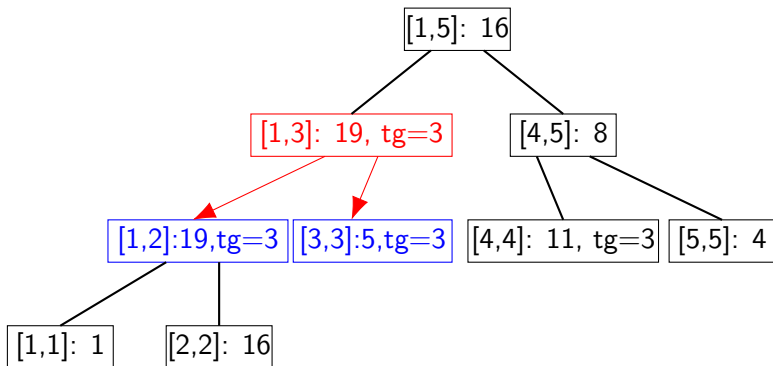 [1,5]: 16
[1,3]: 19, tg=3
[4,5]: 8
[1,2]:19,tg=3
[3,3]:5,tg=3
[4,4]: 11, tg=3
[5,5]: 4
[1,1]: 1
[2,2]: 16